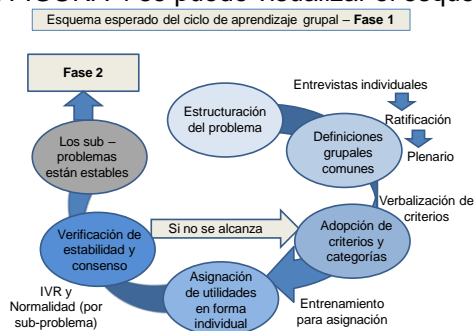 Esquema esperado del ciclo de aprendizaje grupal – Fase 1
Fase 2
Entrevistas individuales
Ratificación
Plenario
Estructuración
del problema
Definiciones
grupales
comunes
Verbalización de
criterios
Los sub –
problemas
están estables
Si no se alcanza
Verificación de
estabilidad y
consenso
Adopción de
criterios y
categorías
Asignación
de utilidades
en forma
individual
IVR y
Normalidad (por
sub-problema)
Entrenamiento
para asignación